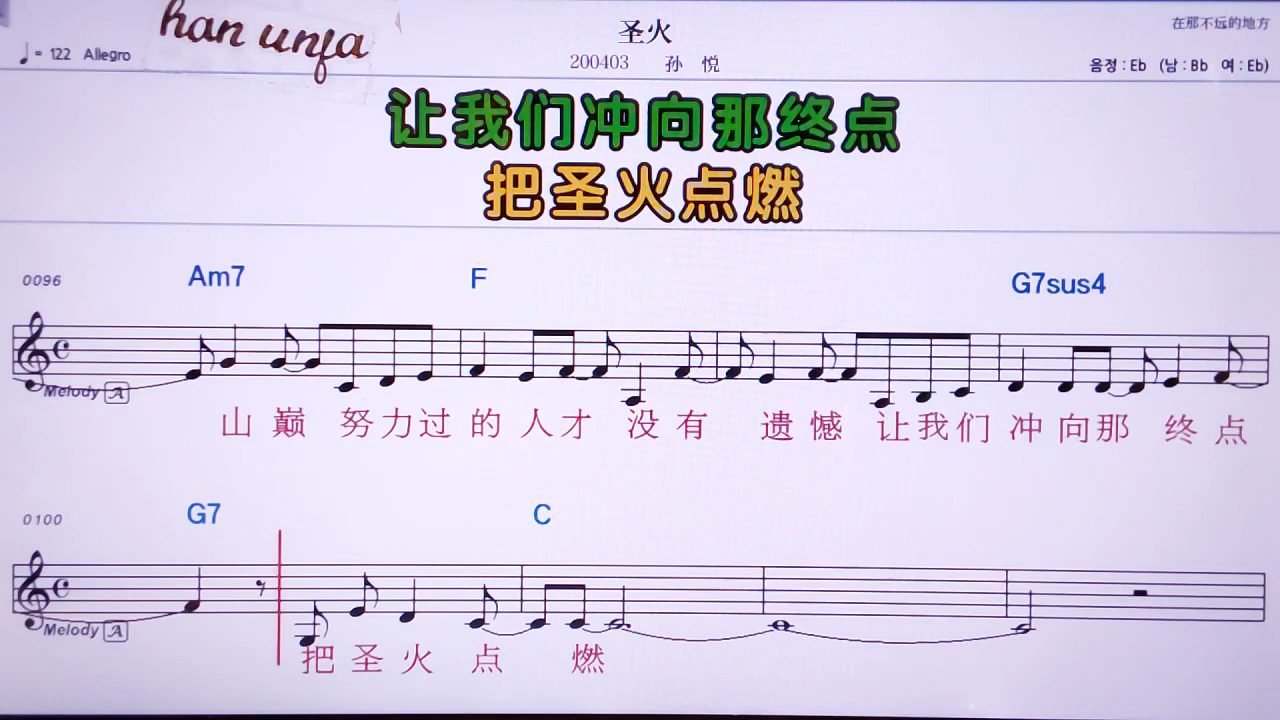 han unfa
圣火
在那不远的地方
♩= 122 Allegro
200403 孙 悦
음정 : Eb (남 : Bb 여 : Eb)
让我们冲向那终点
把圣火点燃
0096 Am7 F G7sus4
Melody A
山 巅 努力过 的 人才 没 有 遗 憾 让我们 冲 向那 终 点
0100 G7 C
Melody A
把 圣 火 点 燃